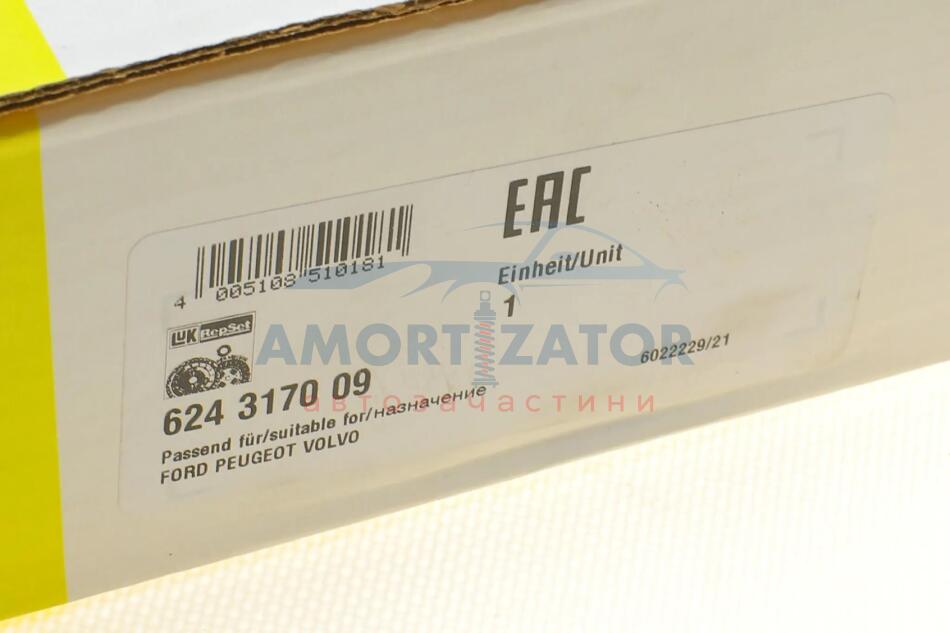 EAC
4 005108 510181
Einheit/Unit
1
LUK RepSet
AMORTIZATOR
6022229/21
624 3170 09
автозачастини
Passend für/suitable for/назначение
FORD PEUGEOT VOLVO